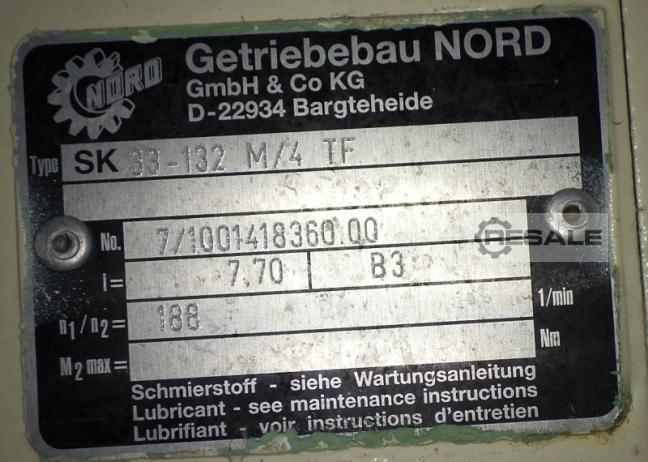 NORD
Getriebebau NORD
GmbH & Co KG
D-22934 Bargteheide
Type SK 33-132 M/4 TF
No. 7/1001418360.00
i= 7,70 B3
n1/n2= 188 1/min
M2 max= Nm
Schmierstoff - siehe Wartungsanleitung
Lubricant - see maintenance instructions
Lubrifiant - voir instructions d'entretien
RESALE